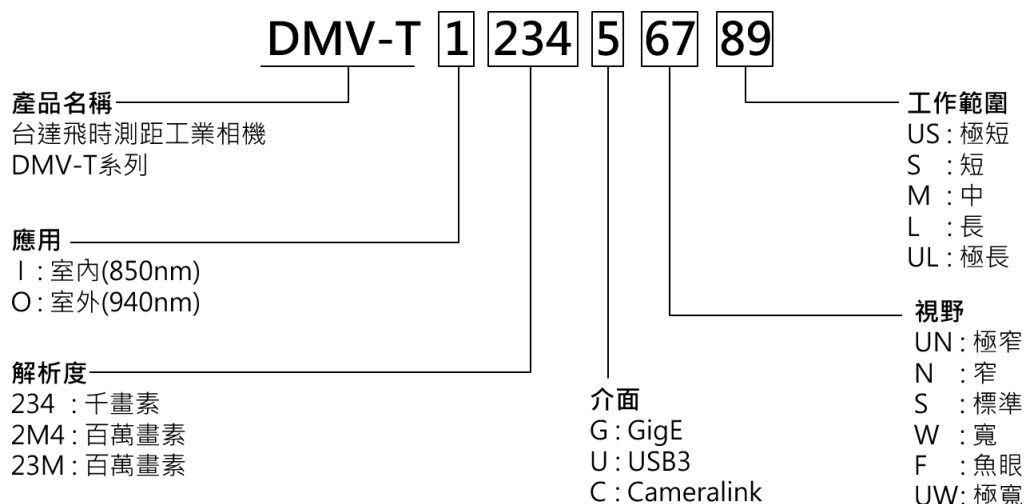 DMV-T 1 234 5 67 89
產品名稱
台達飛時測距工業相機
DMV-T系列
應用
I : 室內(850nm)
O : 室外(940nm)
解析度
234 : 千畫素
2M4 : 百萬畫素
23M : 百萬畫素
介面
G : GigE
U : USB3
C : Cameralink
工作範圍
US : 極短
S : 短
M : 中
L : 長
UL : 極長
視野
UN : 極窄
N : 窄
S : 標準
W : 寬
F : 魚眼
UW: 極寬